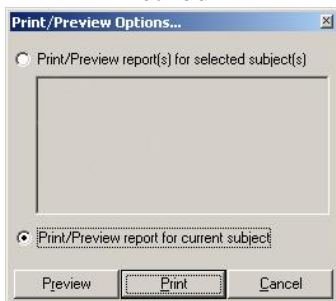 Print/Preview Options...
Print/Preview report(s) for selected subject(s)
Print/Preview report for current subject
Preview Print Cancel